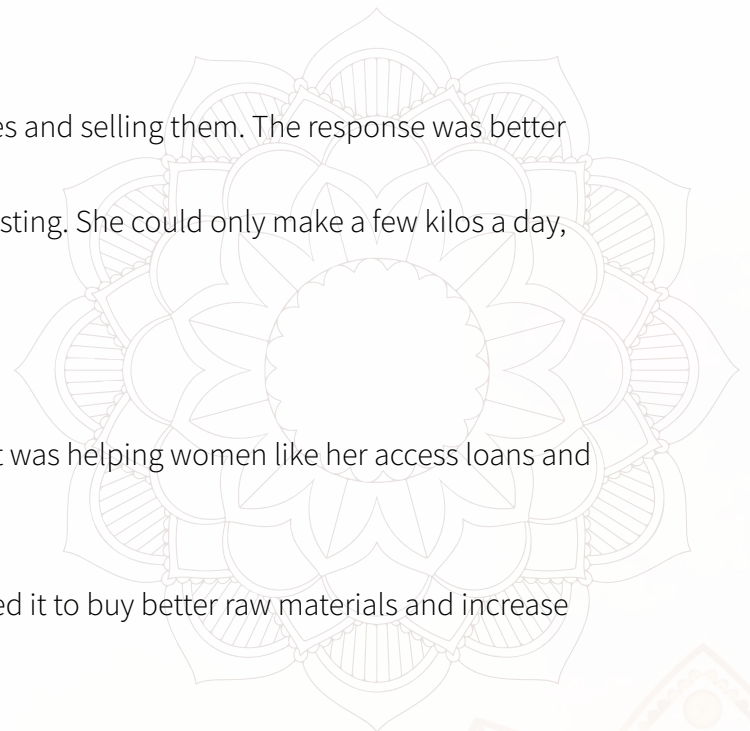 es and selling them. The response was better
sting. She could only make a few kilos a day,
t was helping women like her access loans and
ed it to buy better raw materials and increase